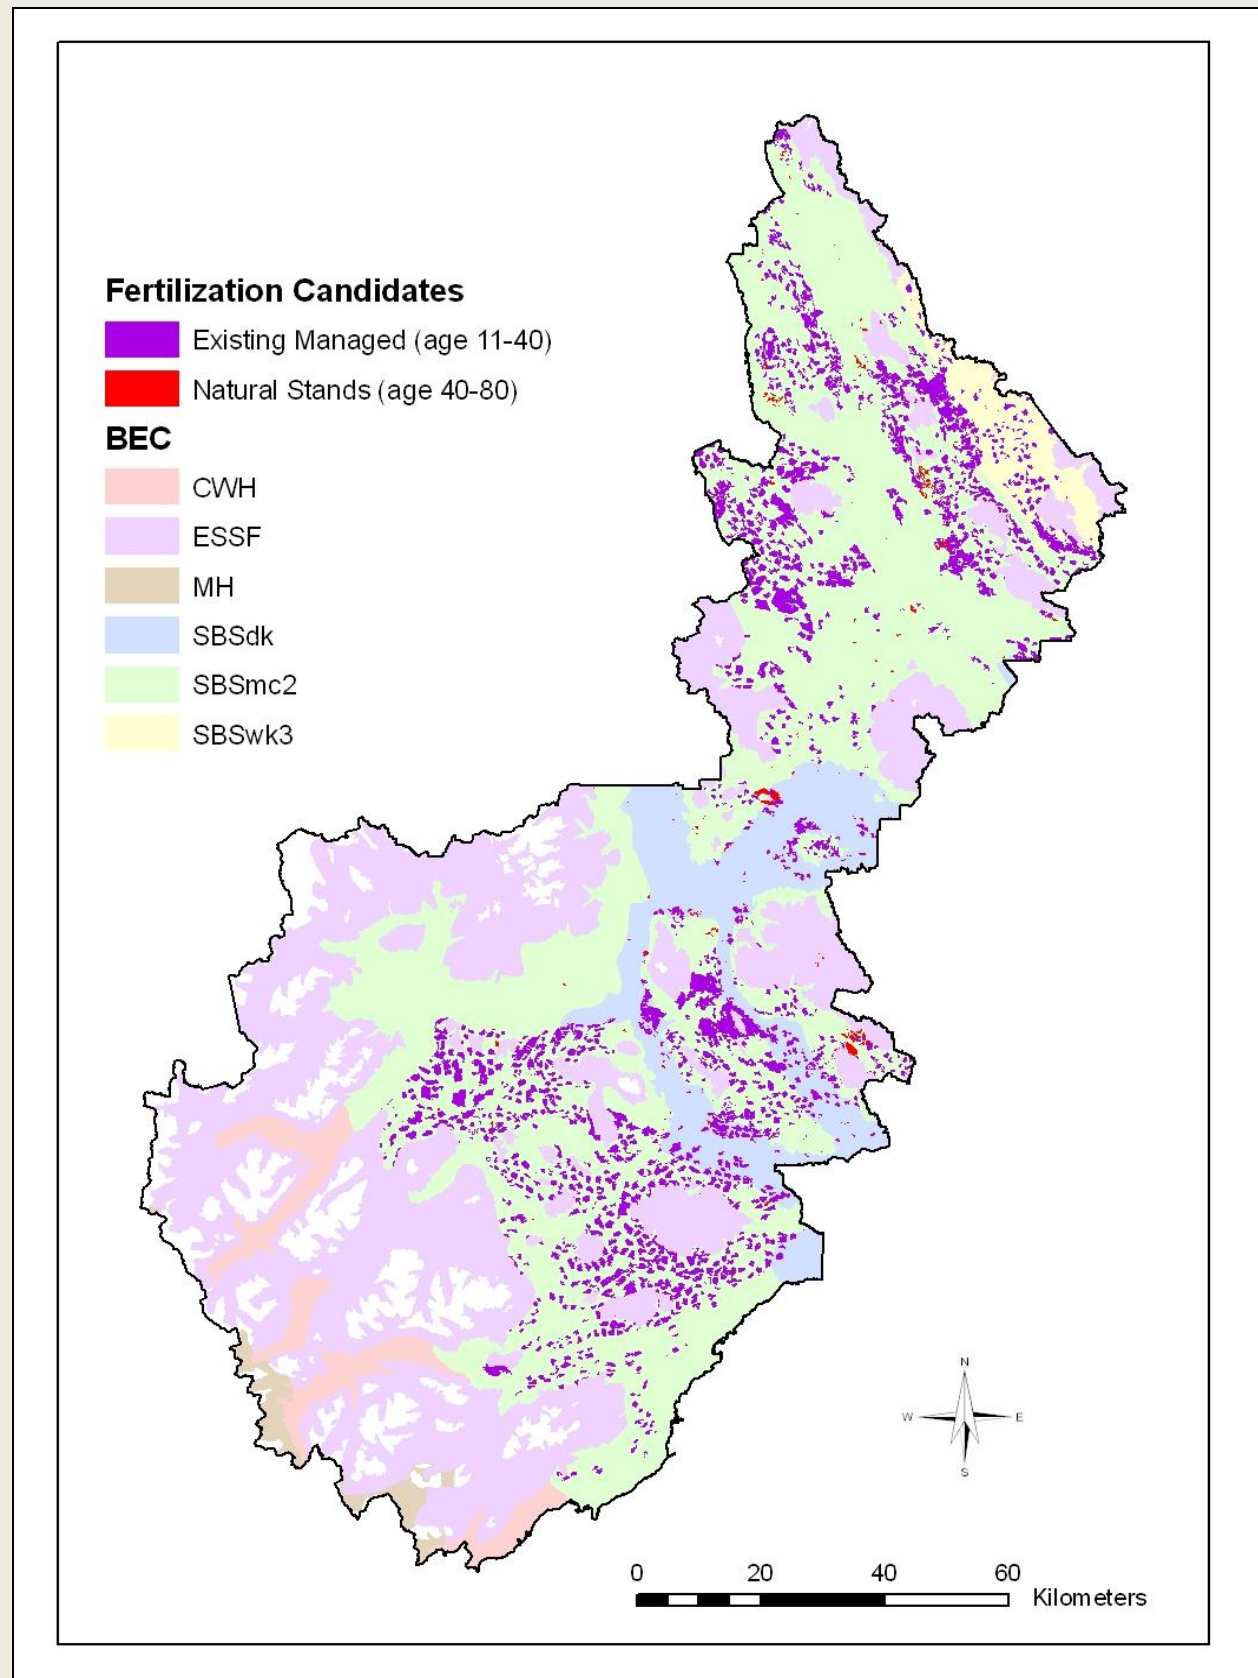 Fertilization Candidates
Existing Managed (age 11-40)
Natural Stands (age 40-80)
BEC
CWH
ESSF
MH
SBSdk
SBSmc2
SBSwk3
N
W E
S
0 20 40 60
Kilometers